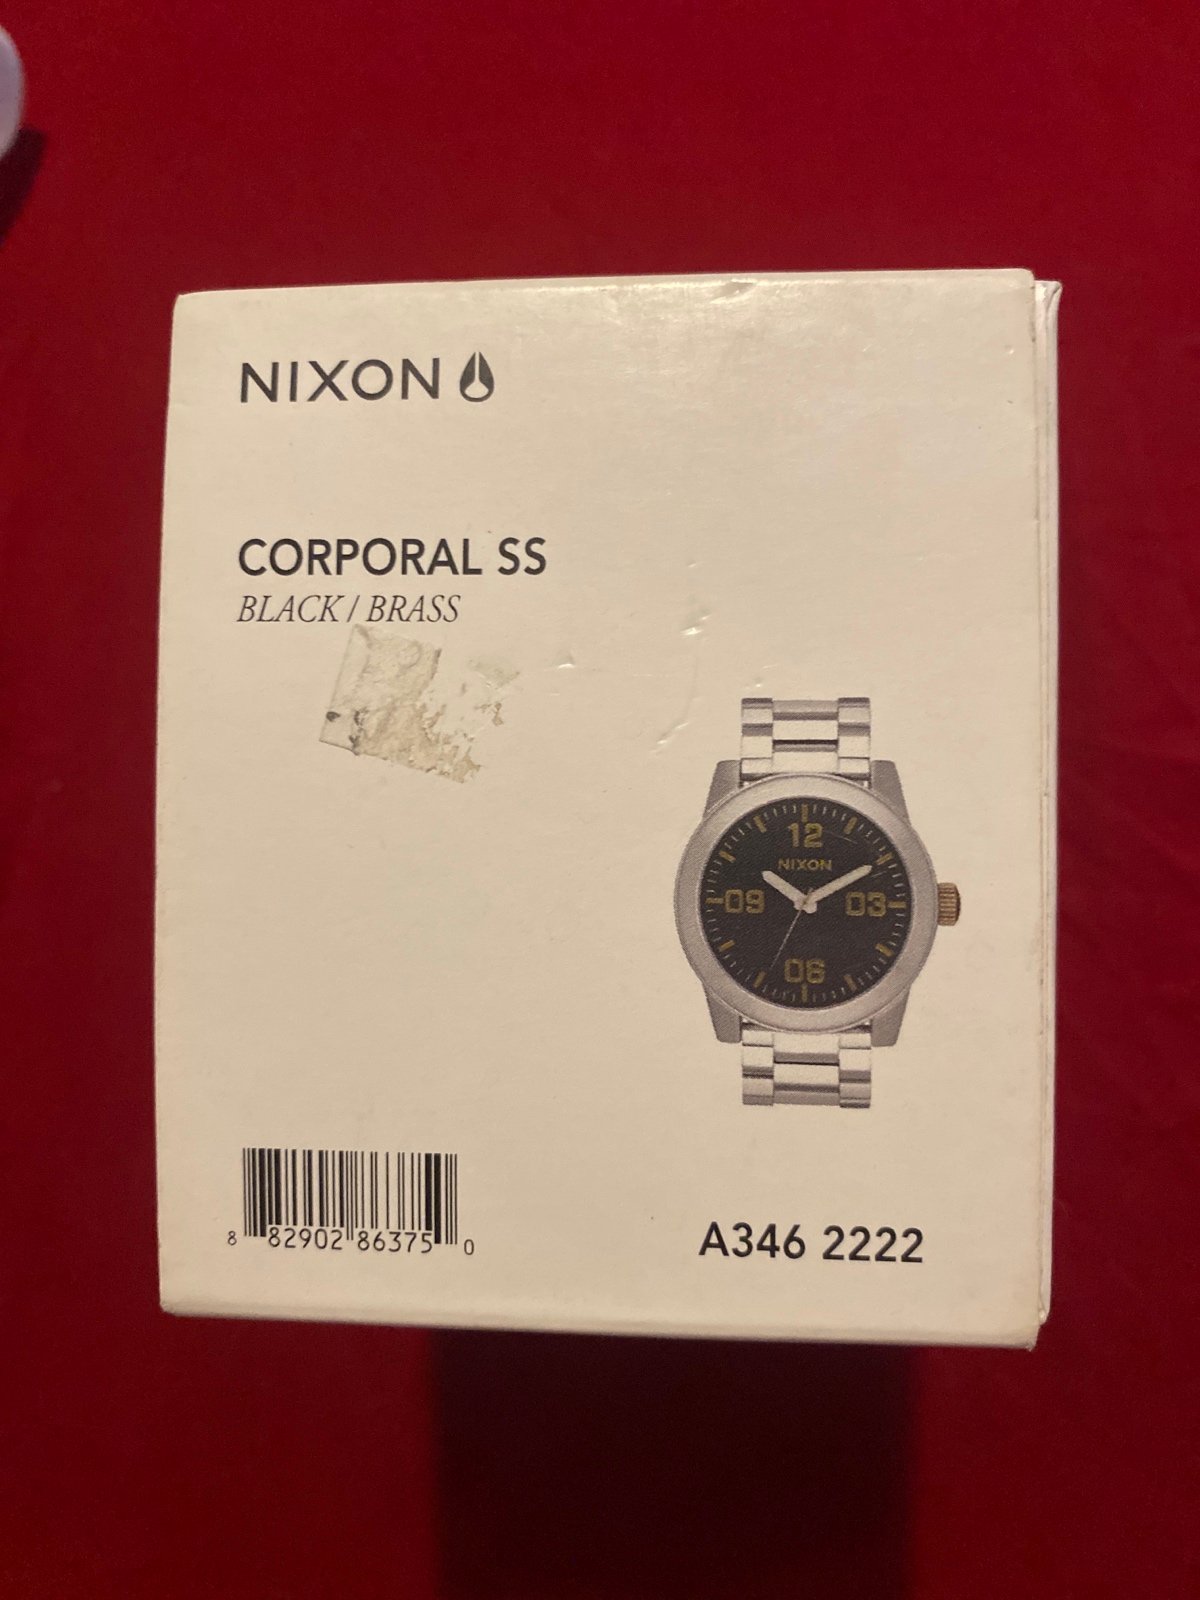 NIXON
CORPORAL SS
BLACK / BRASS
12
NIXON
09 03
06
8 82902 86375 0
A346 2222